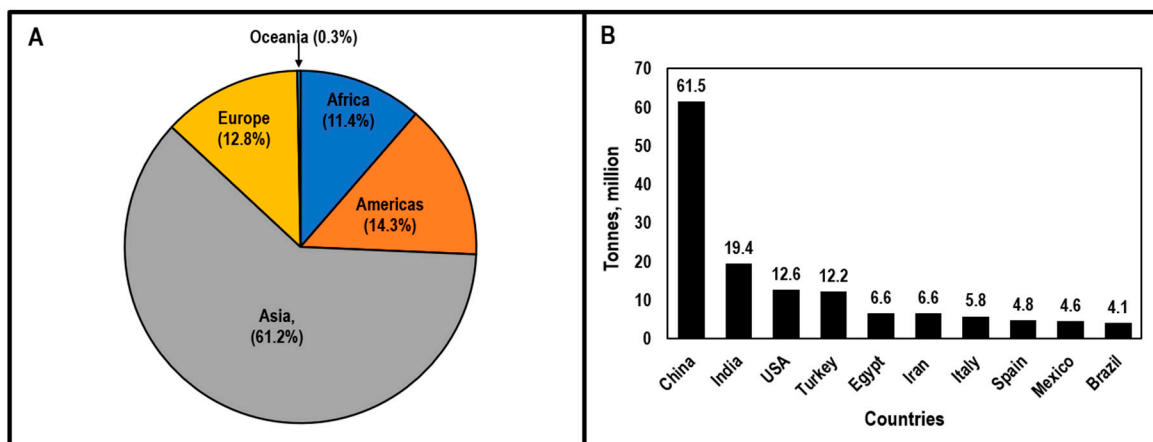 A
Oceania (0.3%)
Africa
(11.4%)
Europe
(12.8%)
Americas
(14.3%)
Asia,
(61.2%)
B
Tonnes, million
70
60
50
40
30
20
10
0
61.5
19.4
12.6
12.2
6.6
6.6
5.8
4.8
4.6
4.1
China
India
USA
Turkey
Egypt
Iran
Italy
Spain
Mexico
Brazil
Countries